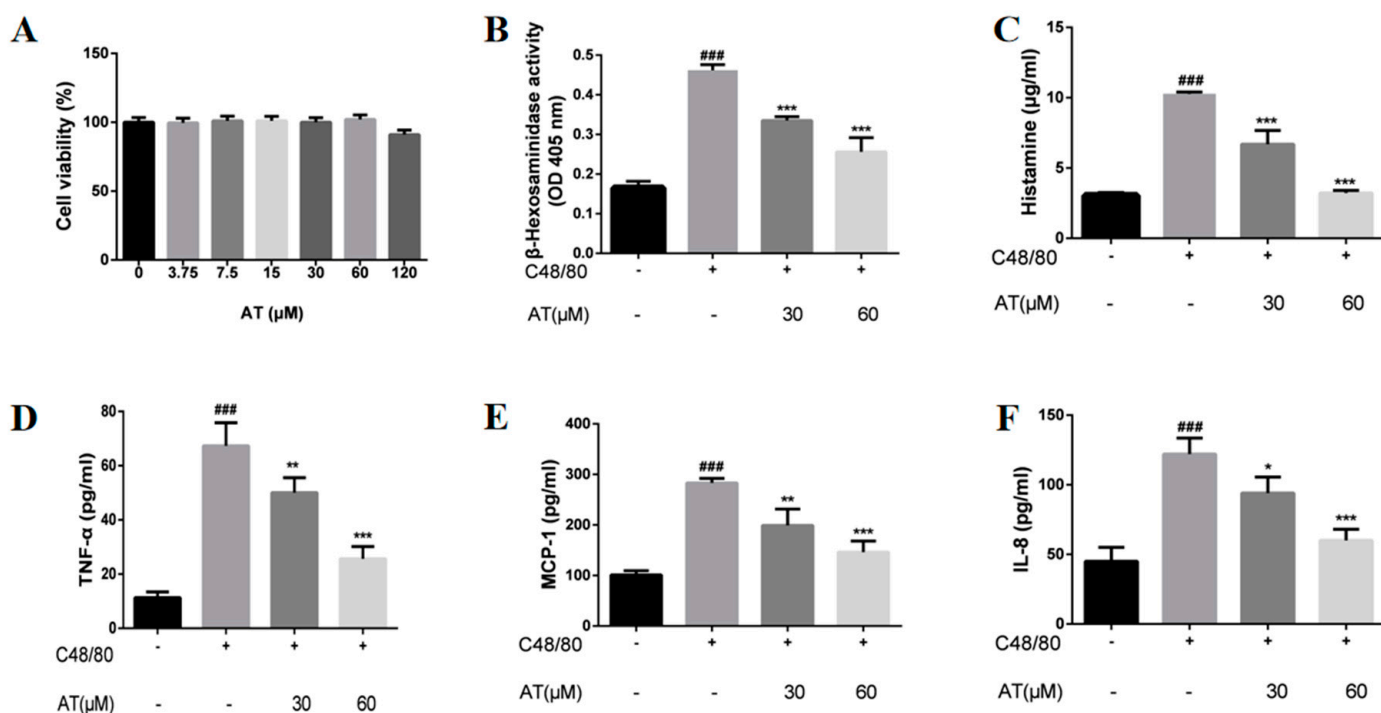 A
Cell viability (%)
150
100
50
0
0 3.75 7.5 15 30 60 120
AT (µM)
B
β-Hexosaminidase activity
(OD 405 nm)
0.5
0.4
0.3
0.2
0.1
0.0
###
***
***
C48/80 - + + +
AT(µM) - - 30 60
C
Histamine (µg/ml)
15
10
5
0
###
***
***
C48/80 - + + +
AT(µM) - - 30 60
D
TNF-α (pg/ml)
80
60
40
20
0
###
**
***
C48/80 - + + +
AT(µM) - - 30 60
E
MCP-1 (pg/ml)
400
300
200
100
0
###
**
***
C48/80 - + + +
AT(µM) - - 30 60
F
IL-8 (pg/ml)
150
100
50
0
###
*
***
C48/80 - + + +
AT(µM) - - 30 60